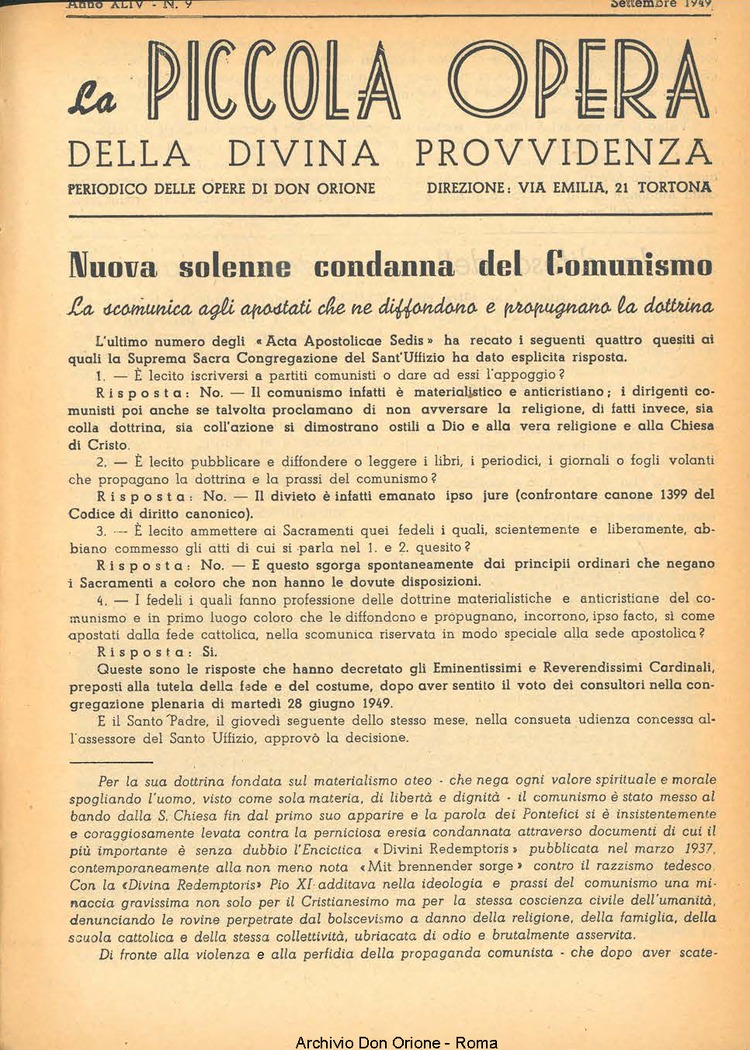 Anno XLIV - N. 9 Settembre 1949
La PICCOLA OPERA
DELLA DIVINA PROVVIDENZA
PERIODICO DELLE OPERE DI DON ORIONE DIREZIONE: VIA EMILIA, 21 TORTONA
Nuova solenne condanna del Comunismo
La scomunica agli apostati che ne diffondono e propugnano la dottrina
L'ultimo numero degli «Acta Apostolicae Sedis» ha recato i seguenti quattro quesiti ai
quali la Suprema Sacra Congregazione del Sant'Uffizio ha dato esplicita risposta.
1. — È lecito iscriversi a partiti comunisti o dare ad essi l'appoggio?
Risposta: No. — Il comunismo infatti è materialistico e anticristiano; i dirigenti co-
munisti poi anche se talvolta proclamano di non avversare la religione, di fatti invece, sia
colla dottrina, sia coll'azione si dimostrano ostili a Dio e alla vera religione e alla Chiesa
di Cristo.
2. — È lecito pubblicare e diffondere o leggere i libri, i periodici, i giornali o fogli volanti
che propagano la dottrina e la prassi del comunismo?
Risposta: No. — Il divieto è infatti emanato ipso jure (confrontare canone 1399 del
Codice di diritto canonico).
3. — È lecito ammettere ai Sacramenti quei fedeli i quali, scientemente e liberamente, ab-
biano commesso gli atti di cui si parla nel 1. e 2. quesito?
Risposta: No. — E questo sgorga spontaneamente dai principii ordinari che negano
i Sacramenti a coloro che non hanno le dovute disposizioni.
4. — I fedeli i quali fanno professione delle dottrine materialistiche e anticristiane del co-
munismo e in primo luogo coloro che le diffondono e propugnano, incorrono, ipso facto, sì come
apostati dalla fede cattolica, nella scomunica riservata in modo speciale alla sede apostolica?
Risposta: Si.
Queste sono le risposte che hanno decretato gli Eminentissimi e Reverendissimi Cardinali,
preposti alla tutela della fede e del costume, dopo aver sentito il voto dei consultori nella con-
gregazione plenaria di martedì 28 giugno 1949.
E il Santo Padre, il giovedì seguente dello stesso mese, nella consueta udienza concessa al-
l'assessore del Santo Uffizio, approvò la decisione.
Per la sua dottrina fondata sul materialismo ateo - che nega ogni valore spirituale e morale
spogliando l'uomo, visto come sola materia, di libertà e dignità - il comunismo è stato messo al
bando dalla S. Chiesa fin dal primo suo apparire e la parola dei Pontefici si è insistentemente
e coraggiosamente levata contro la perniciosa eresia condannata attraverso documenti di cui il
più importante è senza dubbio l'Encictica «Divini Redemptoris» pubblicata nel marzo 1937,
contemporaneamente alla non meno nota «Mit brennender sorge» contro il razzismo tedesco.
Con la «Divina Redemptoris» Pio XI additava nella ideologia e prassi del comunismo una mi-
naccia gravissima non solo per il Cristianesimo ma per la stessa coscienza civile dell'umanità,
denunciando le rovine perpetrate dal bolscevismo a danno della religione, della famiglia, della
scuola cattolica e della stessa collettività, ubriacata di odio e brutalmente asservita.
Di fronte alla violenza e alla perfidia della propaganda comunista - che dopo aver scate-
Archivio Don Orione - Roma